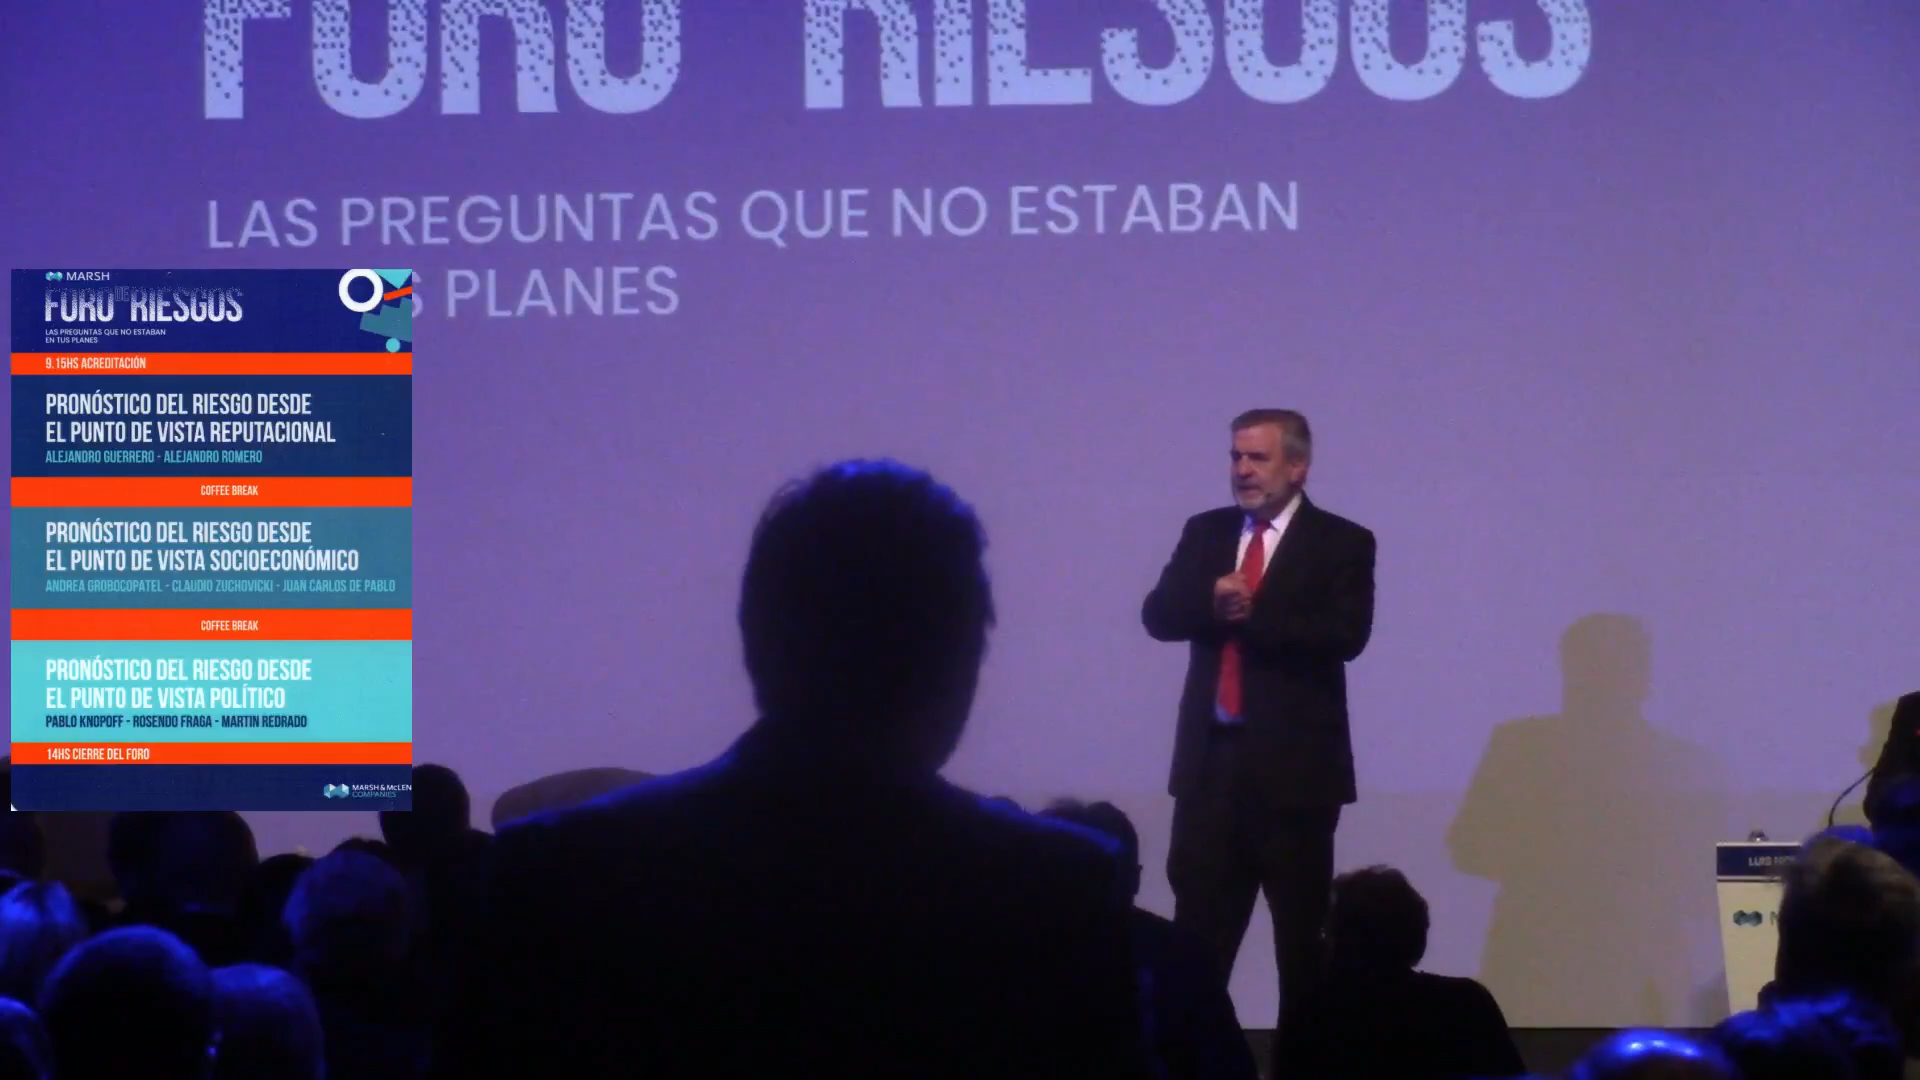 FORO RIESGOS
LAS PREGUNTAS QUE NO ESTABAN
PLANES
MARSH
FORO DE RIESGOS
LAS PREGUNTAS QUE NO ESTABAN
EN TUS PLANES
9.15HS ACREDITACIÓN
PRONÓSTICO DEL RIESGO DESDE
EL PUNTO DE VISTA REPUTACIONAL
ALEJANDRO GUERRERO - ALEJANDRO ROMERO
COFFEE BREAK
PRONÓSTICO DEL RIESGO DESDE
EL PUNTO DE VISTA SOCIOECONÓMICO
ANDREA GROBOCOPATEL - CLAUDIO ZUCHOVICKI - JUAN CARLOS DE PABLO
COFFEE BREAK
PRONÓSTICO DEL RIESGO DESDE
EL PUNTO DE VISTA POLÍTICO
PABLO KNOPOFF - ROSENDO FRAGA - MARTIN REDRADO
14HS CIERRE DEL FORO
MARSH & McLEN
COMPANIES
LUIS